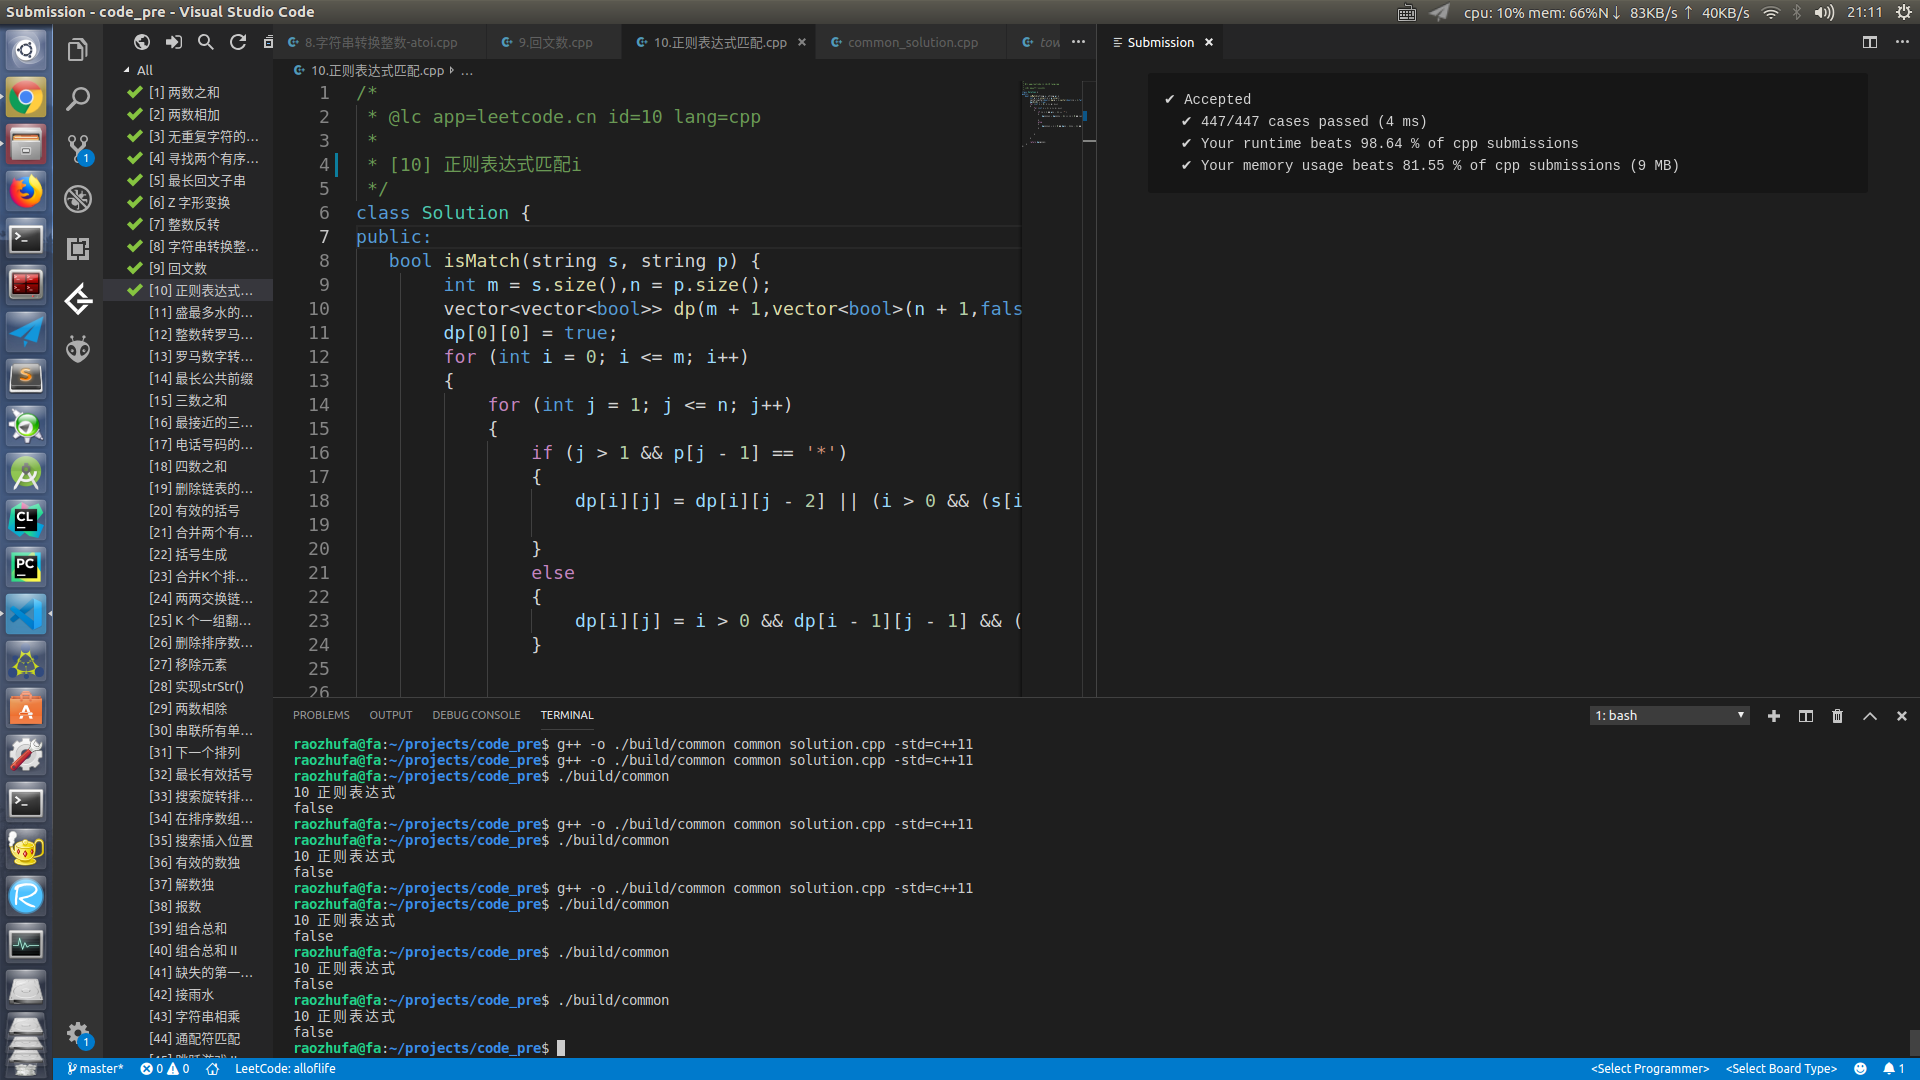 Submission - code_pre - Visual Studio Code
cpu: 10% mem: 66%N↓ 83KB/s ↑ 40KB/s
21:11
8.字符串转换整数-atoi.cpp
9.回文数.cpp
10.正则表达式匹配.cpp
common_solution.cpp
tow
10.正则表达式匹配.cpp
...
All
[1] 两数之和
[2] 两数相加
[3] 无重复字符的...
[4] 寻找两个有序...
[5] 最长回文子串
[6] Z 字形变换
[7] 整数反转
[8] 字符串转换整...
[9] 回文数
[10] 正则表达式...
[11] 盛最多水的...
[12] 整数转罗马...
[13] 罗马数字转...
[14] 最长公共前缀
[15] 三数之和
[16] 最接近的三...
[17] 电话号码的...
[18] 四数之和
[19] 删除链表的...
[20] 有效的括号
[21] 合并两个有...
[22] 括号生成
[23] 合并K个排...
[24] 两两交换链...
[25] K 个一组翻...
[26] 删除排序数...
[27] 移除元素
[28] 实现strStr()
[29] 两数相除
[30] 串联所有单...
[31] 下一个排列
[32] 最长有效括号
[33] 搜索旋转排...
[34] 在排序数组...
[35] 搜索插入位置
[36] 有效的数独
[37] 解数独
[38] 报数
[39] 组合总和
[40] 组合总和 II
[41] 缺失的第一...
[42] 接雨水
[43] 字符串相乘
[44] 通配符匹配
1 /*
2 * @lc app=leetcode.cn id=10 lang=cpp
3 *
4 * [10] 正则表达式匹配i
5 */
6 class Solution {
7 public:
8 bool isMatch(string s, string p) {
9 int m = s.size(),n = p.size();
10 vector<vector<bool>> dp(m + 1,vector<bool>(n + 1,fals
11 dp[0][0] = true;
12 for (int i = 0; i <= m; i++)
13 {
14 for (int j = 1; j <= n; j++)
15 {
16 if (j > 1 && p[j - 1] == '*')
17 {
18 dp[i][j] = dp[i][j - 2] || (i > 0 && (s[i
19
20 }
21 else
22 {
23 dp[i][j] = i > 0 && dp[i - 1][j - 1] && (
24 }
25
26
Submission
✔ Accepted
✔ 447/447 cases passed (4 ms)
✔ Your runtime beats 98.64 % of cpp submissions
✔ Your memory usage beats 81.55 % of cpp submissions (9 MB)
PROBLEMS OUTPUT DEBUG CONSOLE TERMINAL
1: bash
raozhufa@fa:~/projects/code_pre$ g++ -o ./build/common common solution.cpp -std=c++11
raozhufa@fa:~/projects/code_pre$ g++ -o ./build/common common solution.cpp -std=c++11
raozhufa@fa:~/projects/code_pre$ ./build/common
10 正则表达式
false
raozhufa@fa:~/projects/code_pre$ g++ -o ./build/common common solution.cpp -std=c++11
raozhufa@fa:~/projects/code_pre$ ./build/common
10 正则表达式
false
raozhufa@fa:~/projects/code_pre$ g++ -o ./build/common common solution.cpp -std=c++11
raozhufa@fa:~/projects/code_pre$ ./build/common
10 正则表达式
false
raozhufa@fa:~/projects/code_pre$ ./build/common
10 正则表达式
false
raozhufa@fa:~/projects/code_pre$ ./build/common
10 正则表达式
false
raozhufa@fa:~/projects/code_pre$
master* 0 0 LeetCode: alloflife
<Select Programmer> <Select Board Type> 1